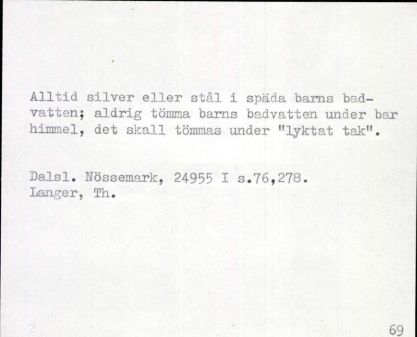 Alltid silver eller stål i späda barns bad-
vatten; aldrig tömma barns badvatten under bar
himmel, det skall tömmas under "lyktat tak".
Dalsl. Nössemark, 24955 I s.76,278.
Langer, Th.
2
69